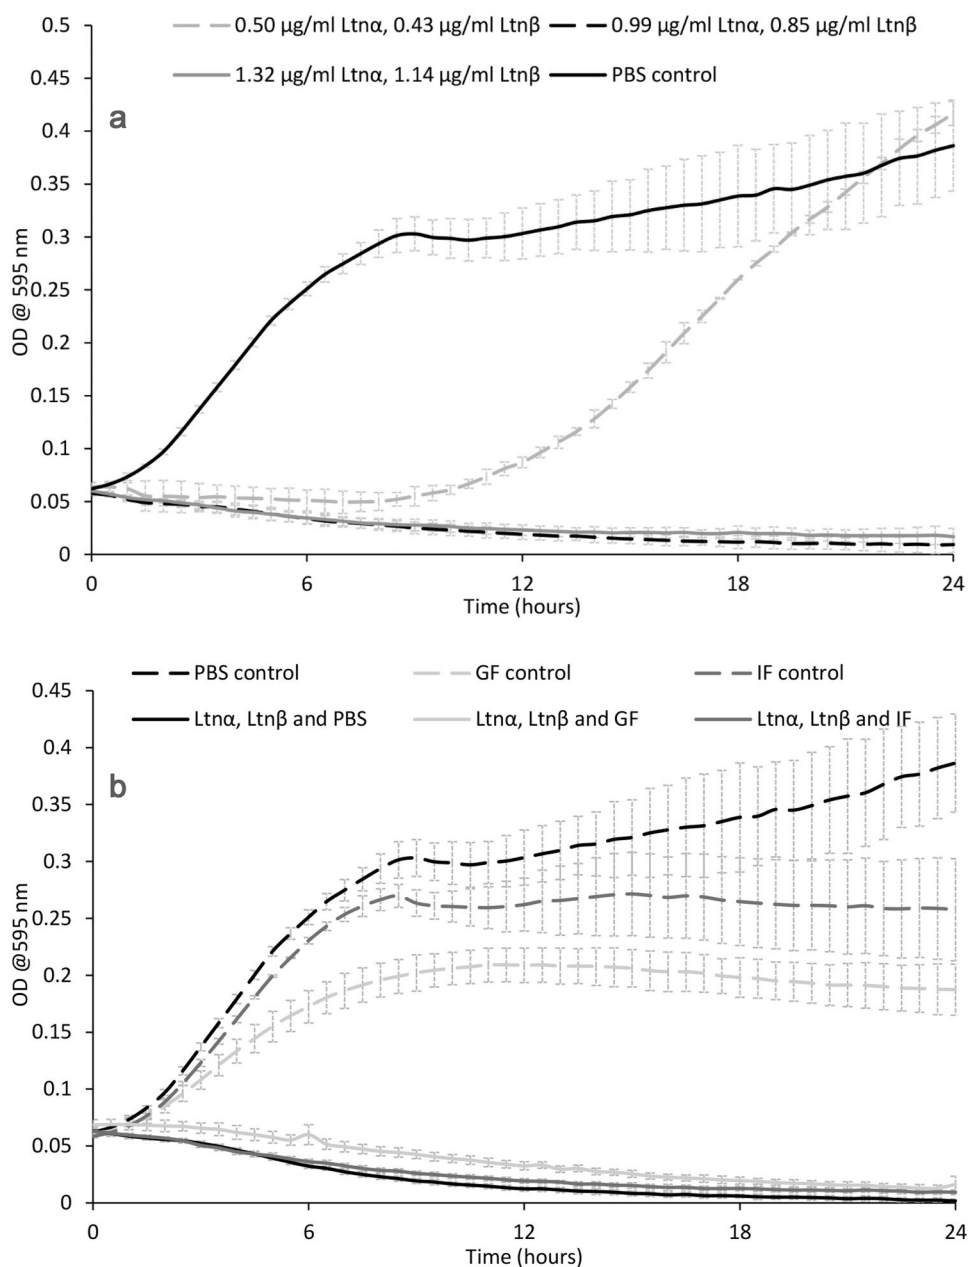 0.5
0.50 µg/ml Ltnα, 0.43 µg/ml Ltnβ
0.99 µg/ml Ltnα, 0.85 µg/ml Ltnβ
1.32 µg/ml Ltnα, 1.14 µg/ml Ltnβ
PBS control
a
0.45
0.4
0.35
0.3
0.25
0.2
0.15
0.1
0.05
0
OD @ 595 nm
0 6 12 18 24
Time (hours)
PBS control GF control IF control
Ltnα, Ltnβ and PBS Ltnα, Ltnβ and GF Ltnα, Ltnβ and IF
b
0.45
0.4
0.35
0.3
0.25
0.2
0.15
0.1
0.05
0
OD @595 nm
0 6 12 18 24
Time (hours)